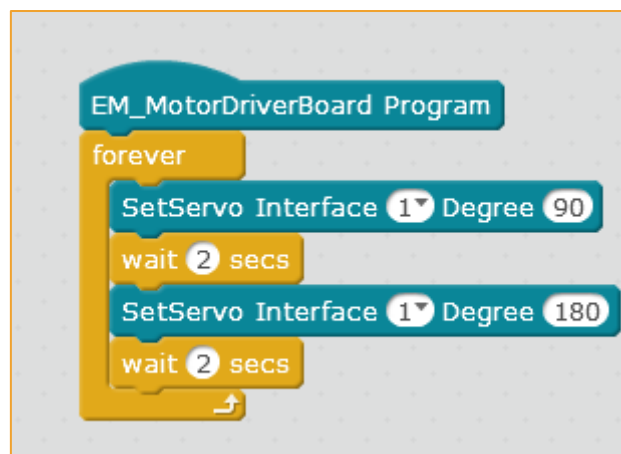 EM_MotorDriverBoard Program
forever
SetServo Interface 1 Degree 90
wait 2 secs
SetServo Interface 1 Degree 180
wait 2 secs